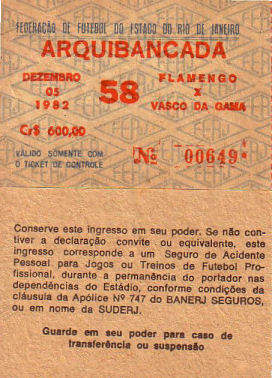 FEDERAÇÃO DE FUTEBOL DO ESTADO DO RIO DE JANEIRO
ARQUIBANCADA
DEZEMBRO 05 1982
58
FLAMENGO X VASCO DA GAMA
Cr$ 600,00
VÁLIDO SOMENTE COM O TICKET DE CONTROLE
Nº 00649
Conserve este ingresso em seu poder. Se não con-
tiver a declaração convite ou equivalente, este
ingresso corresponde a um Seguro de Acidente
Pessoal para Jogos ou Treinos de Futebol Pro-
fissional, durante a permanência do portador nas
dependências do Estádio, conforme condições da
cláusula da Apólice Nº 747 do BANERJ SEGUROS,
ou em nome da SUDERJ.
Guarde em seu poder para caso de
transferência ou suspensão